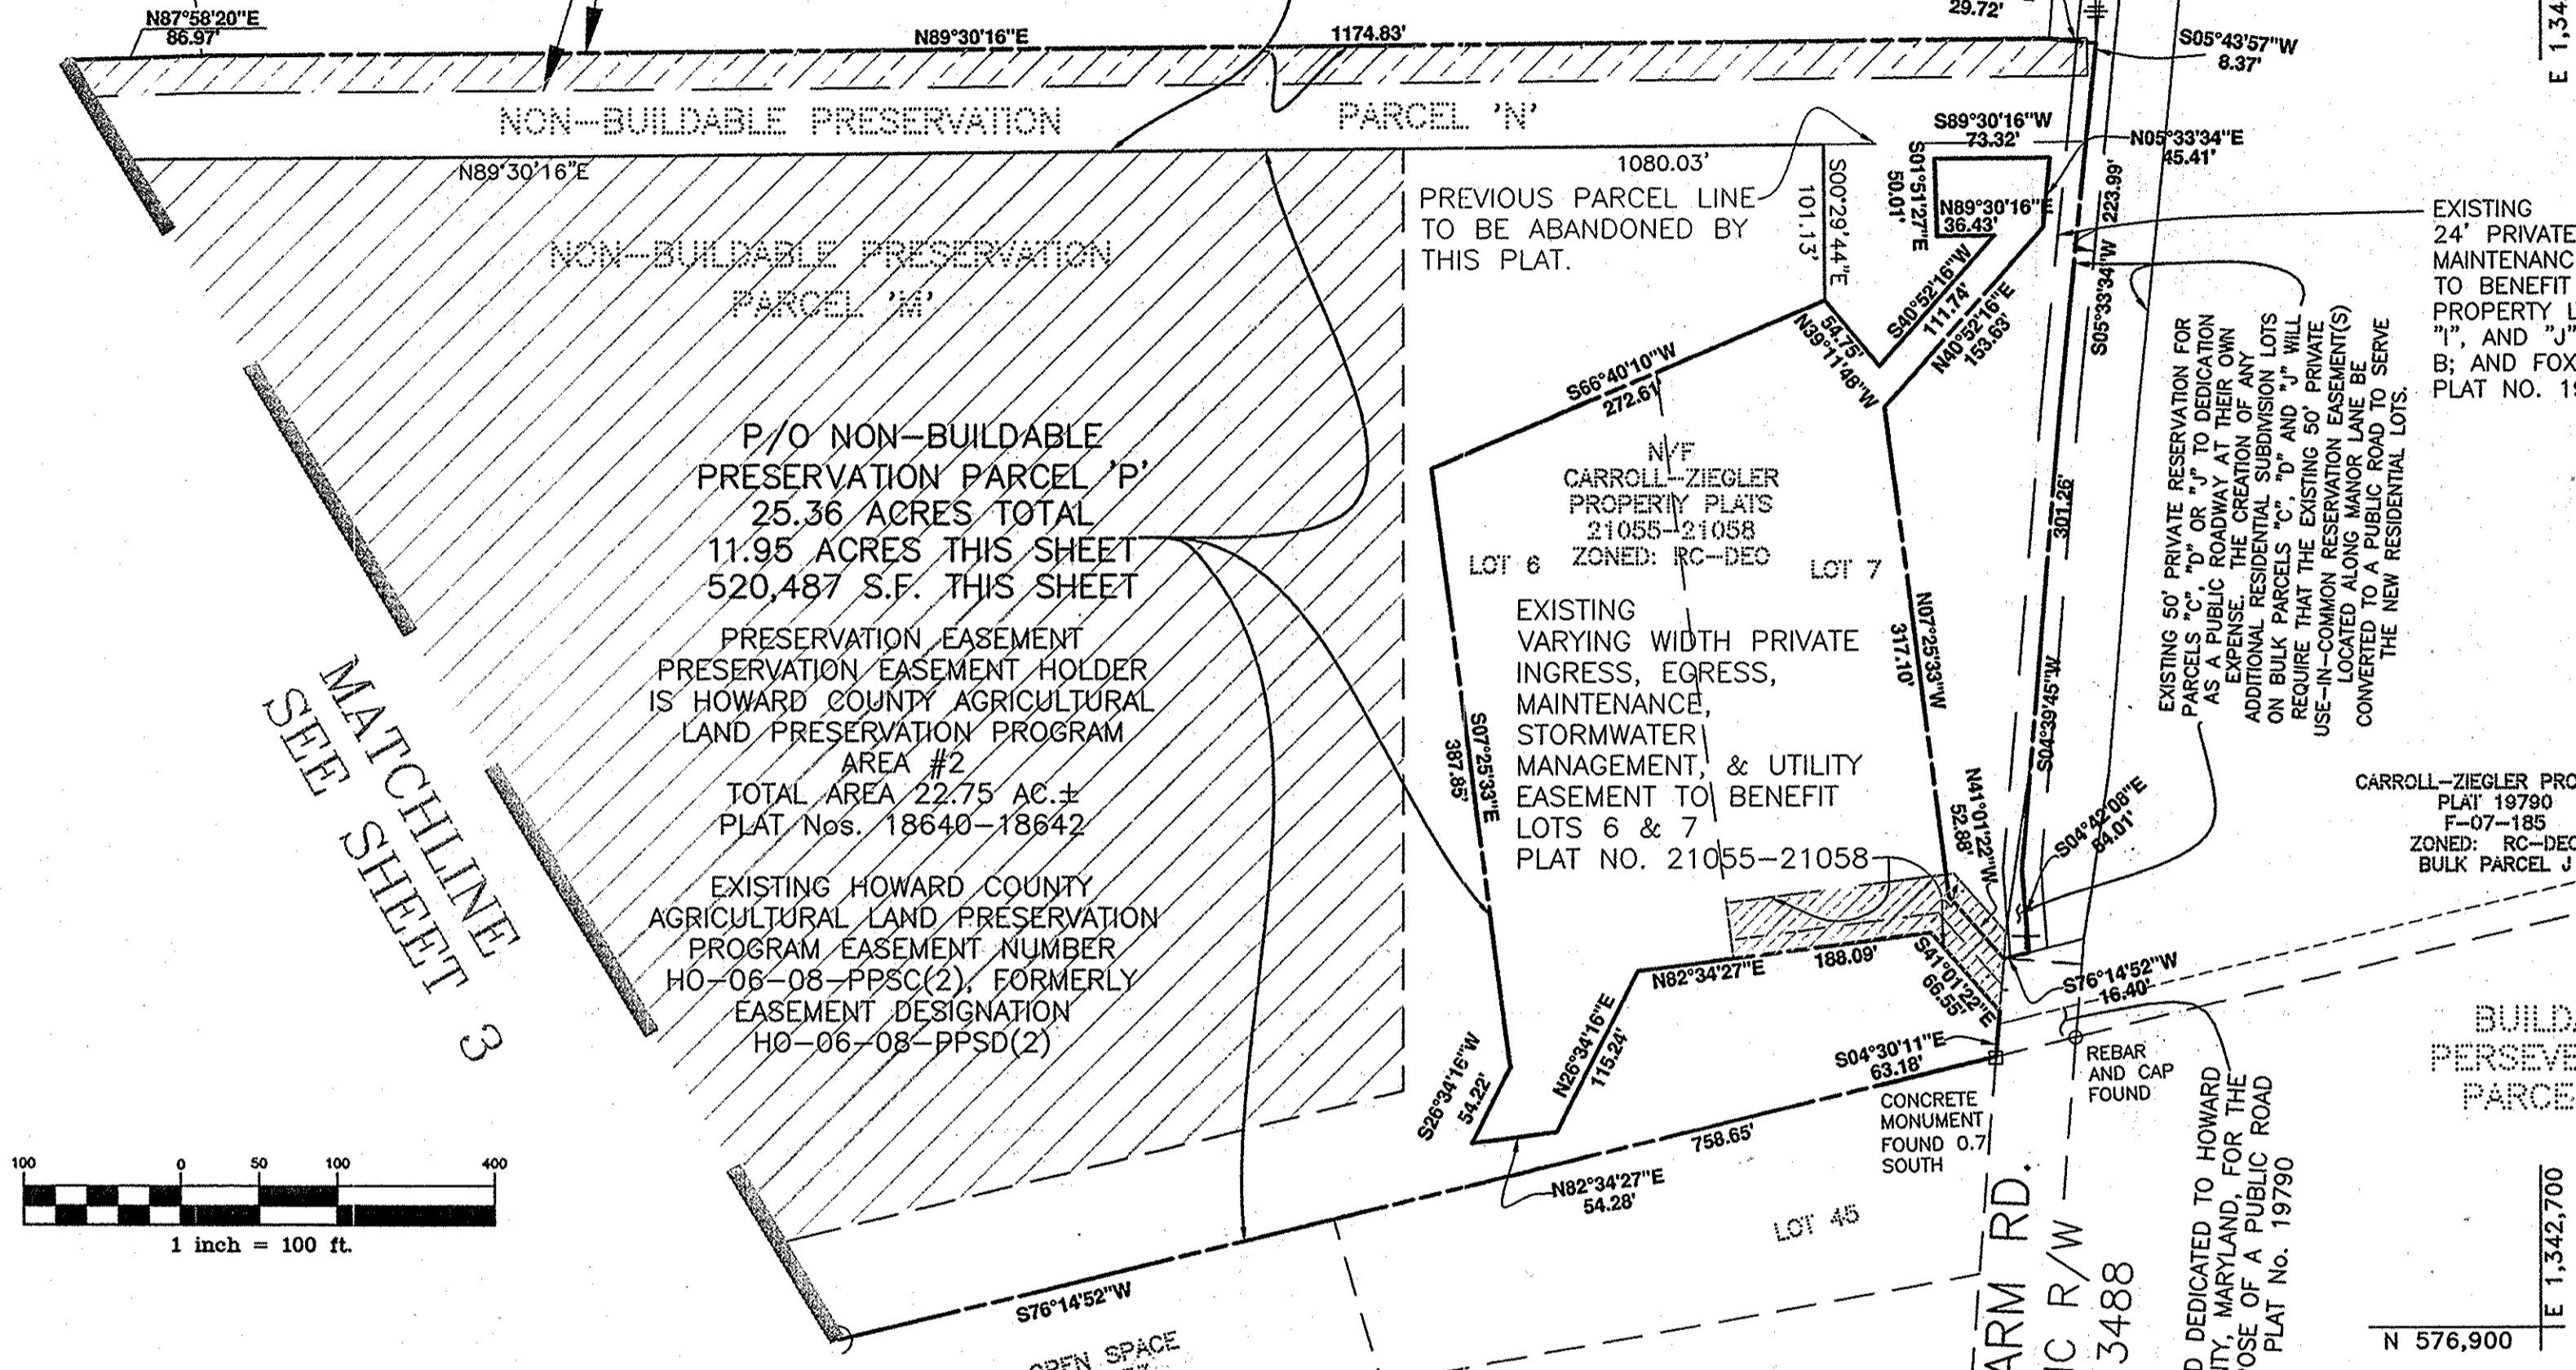 N87°58'20"E
86.97'
N89°30'16"E
1174.83'
29.72'
S05°43'57"W
8.37'
E 1,34
NON-BUILDABLE PRESERVATION PARCEL 'N'
N89°30'16"E
1080.03'
S89°30'16"W
73.32'
N05°33'34"E
45.41'
S01°51'27"E
50.01'
N89°30'16"E
36.43'
S00°29'44"E
101.13'
223.99'
S05°33'34"W
PREVIOUS PARCEL LINE
TO BE ABANDONED BY
THIS PLAT.
NON-BUILDABLE PRESERVATION
PARCEL 'M'
EXISTING
24' PRIVATE
MAINTENANC
TO BENEFIT
PROPERTY L
"I", AND "J"
B; AND FOX
PLAT NO. 19
S40°52'16"W
111.74'
N40°52'16"E
153.63'
54.75'
N39°11'48"W
S66°40'10"W
272.61'
EXISTING 50' PRIVATE RESERVATION FOR
PARCELS "C", "D" OR "J" TO DEDICATION
AS A PUBLIC ROADWAY AT THEIR OWN
EXPENSE. THE CREATION OF ANY
ADDITIONAL RESIDENTIAL SUBDIVISION LOTS
ON BULK PARCELS "C", "D" AND "J" WILL
REQUIRE THAT THE EXISTING 50' PRIVATE
USE-IN-COMMON RESERVATION EASEMENT(S)
LOCATED ALONG MANOR LANE BE
CONVERTED TO A PUBLIC ROAD TO SERVE
THE NEW RESIDENTIAL LOTS.
P/O NON-BUILDABLE
PRESERVATION PARCEL 'P'
25.36 ACRES TOTAL
11.95 ACRES THIS SHEET
520,487 S.F. THIS SHEET
N/F
CARROLL-ZIEGLER
PROPERTY PLATS
21055-21058
ZONED: RC-DEO
LOT 6
LOT 7
301.26'
S04°39'45"W
N07°25'33"W
317.10'
EXISTING
VARYING WIDTH PRIVATE
INGRESS, EGRESS,
MAINTENANCE,
STORMWATER
MANAGEMENT, & UTILITY
EASEMENT TO BENEFIT
LOTS 6 & 7
PLAT NO. 21055-21058
PRESERVATION EASEMENT
PRESERVATION EASEMENT HOLDER
IS HOWARD COUNTY AGRICULTURAL
LAND PRESERVATION PROGRAM
AREA #2
TOTAL AREA 22.75 AC.±
PLAT Nos. 18640-18642
S07°25'33"E
387.85'
N41°01'22"W
52.88'
S04°42'08"E
84.01'
CARROLL-ZIEGLER PRO
PLAT 19790
F-07-185
ZONED: RC-DEO
BULK PARCEL J
MATCHLINE
SEE SHEET 3
EXISTING HOWARD COUNTY
AGRICULTURAL LAND PRESERVATION
PROGRAM EASEMENT NUMBER
HO-06-08-PPSC(2), FORMERLY
EASEMENT DESIGNATION
HO-06-08-PPSD(2)
N82°34'27"E
188.09'
S41°01'22"E
66.55'
S76°14'52"W
16.40'
S26°34'16"W
54.22'
N26°34'16"E
115.24'
S04°30'11"E
63.18'
REBAR
AND CAP
FOUND
BUILDA
PERSEVE
PARCE
CONCRETE
MONUMENT
FOUND 0.7
SOUTH
758.65'
N82°34'27"E
54.28'
LOT 45
S76°14'52"W
OPEN SPACE
100 0 50 100 400
1 inch = 100 ft.
ARM RD.
IC R/W
3488
D DEDICATED TO HOWARD
NTY, MARYLAND, FOR THE
OSE OF A PUBLIC ROAD
PLAT No. 19790
N 576,900
E 1,342,700